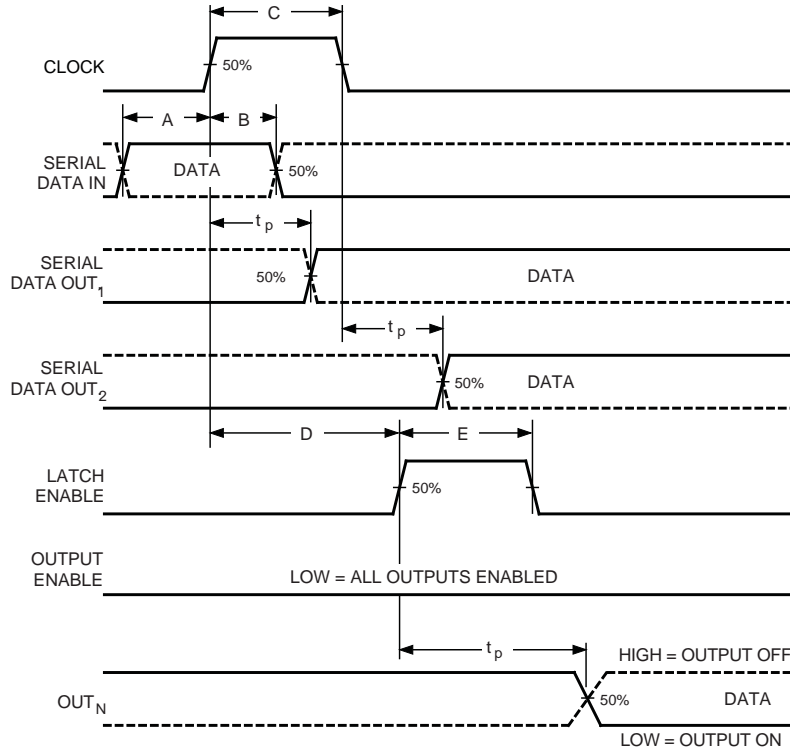 C
CLOCK
50%
A
B
SERIAL
DATA IN
DATA
50%
t p
SERIAL
DATA OUT1
50%
DATA
t p
SERIAL
DATA OUT2
50%
DATA
D
E
LATCH
ENABLE
50%
OUTPUT
ENABLE
LOW = ALL OUTPUTS ENABLED
t p
HIGH = OUTPUT OFF
OUTN
50%
DATA
LOW = OUTPUT ON